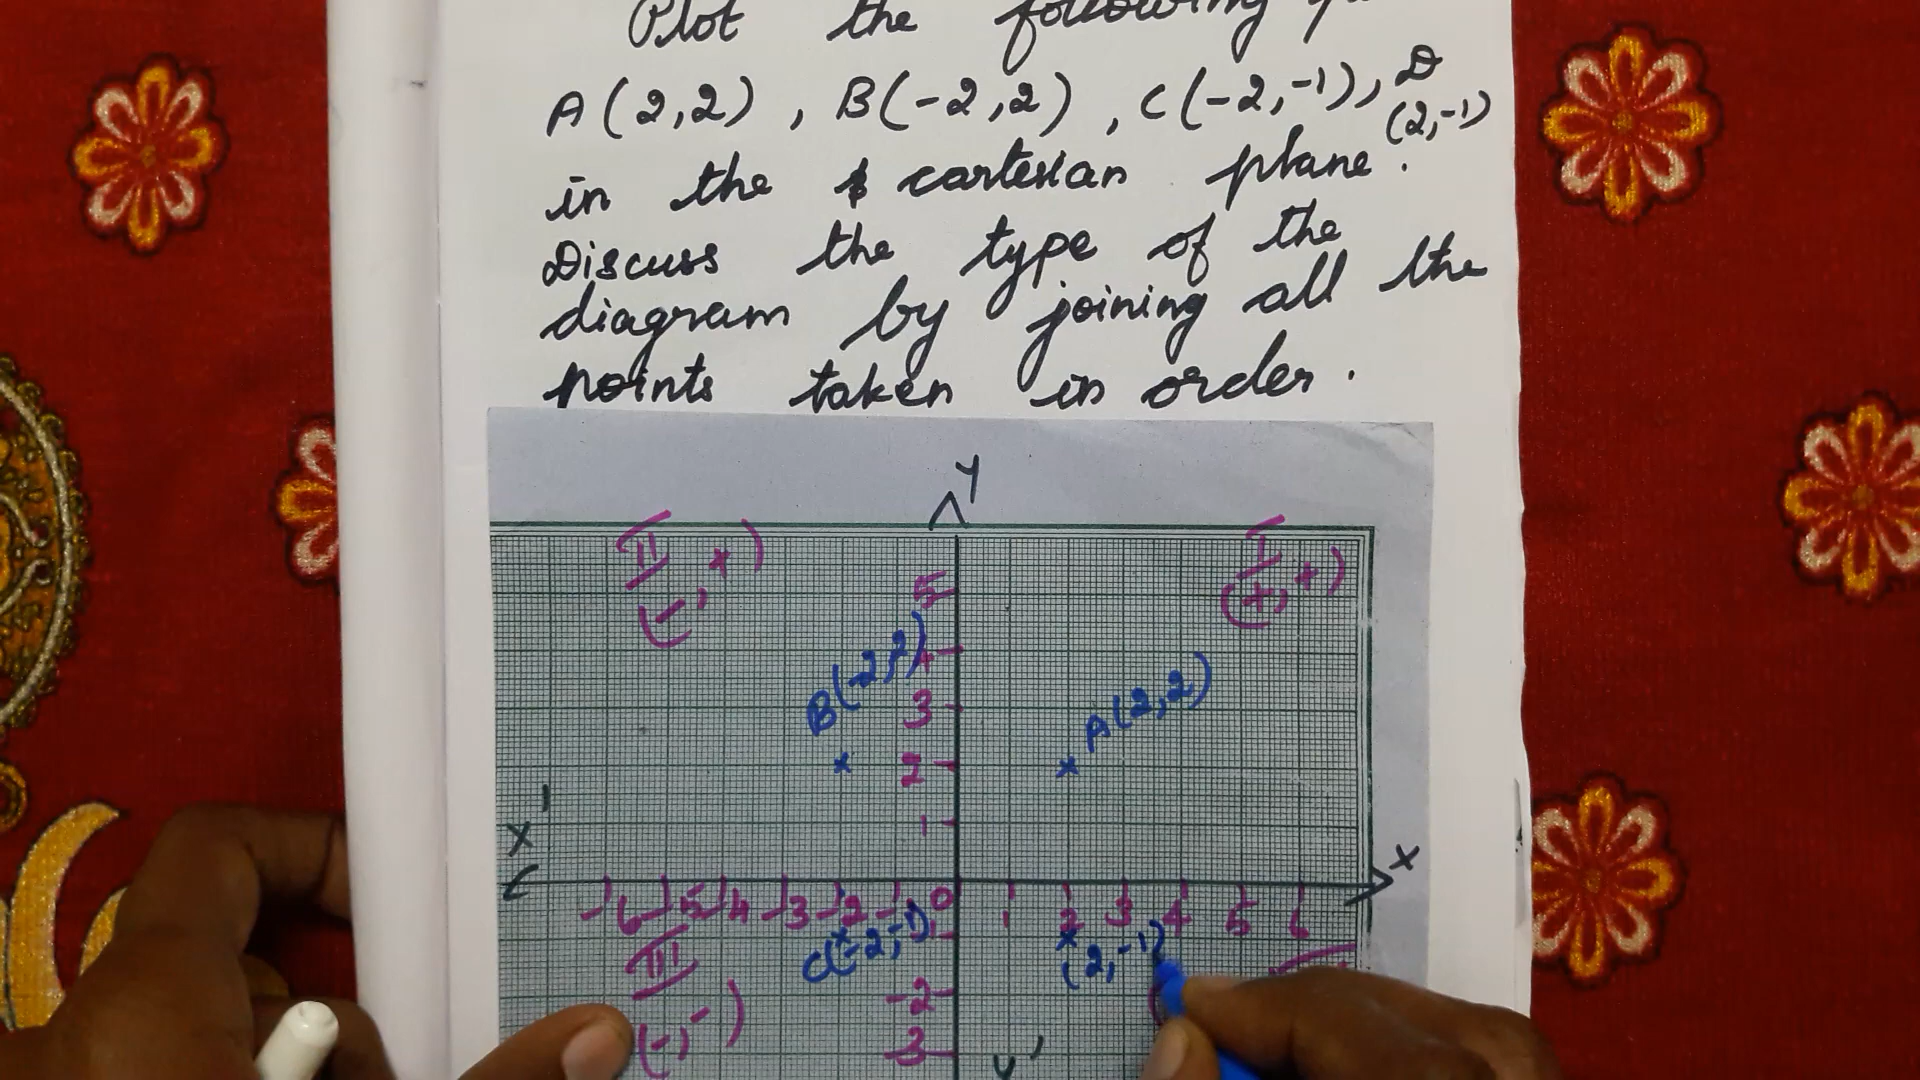 Plot the following
A(2,2), B(-2,2), C(-2,-1), D
(2,-1)
in the cartesian plane.
Discuss the type of the
diagram by joining all the
points taken in order.
Y
II
(-,+)
I
(+,+)
5
4
B(-2,2)
3
A(2,2)
2
1
X'
X
-6 -5 -4 -3 -2 -1 0 1 2 3 4 5 6
III
C(-2,-1)
(2,-1)
(-,-)
-2
-3
Y'